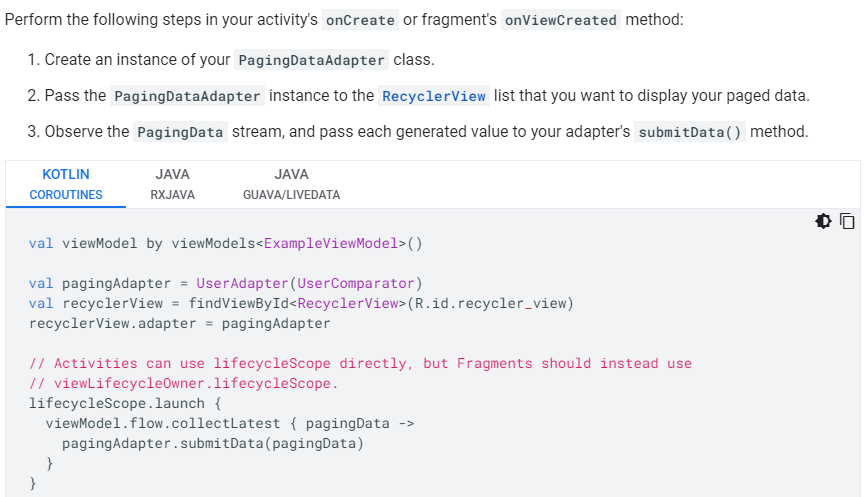 Perform the following steps in your activity's onCreate or fragment's onViewCreated method:
1. Create an instance of your PagingDataAdapter class.
2. Pass the PagingDataAdapter instance to the RecyclerView list that you want to display your paged data.
3. Observe the PagingData stream, and pass each generated value to your adapter's submitData() method.
KOTLIN JAVA JAVA
COROUTINES RXJAVA GUAVA/LIVEDATA
val viewModel by viewModels<ExampleViewModel>()
val pagingAdapter = UserAdapter(UserComparator)
val recyclerView = findViewById<RecyclerView>(R.id.recycler_view)
recyclerView.adapter = pagingAdapter
// Activities can use lifecycleScope directly, but Fragments should instead use
// viewLifecycleOwner.lifecycleScope.
lifecycleScope.launch {
  viewModel.flow.collectLatest { pagingData ->
    pagingAdapter.submitData(pagingData)
  }
}